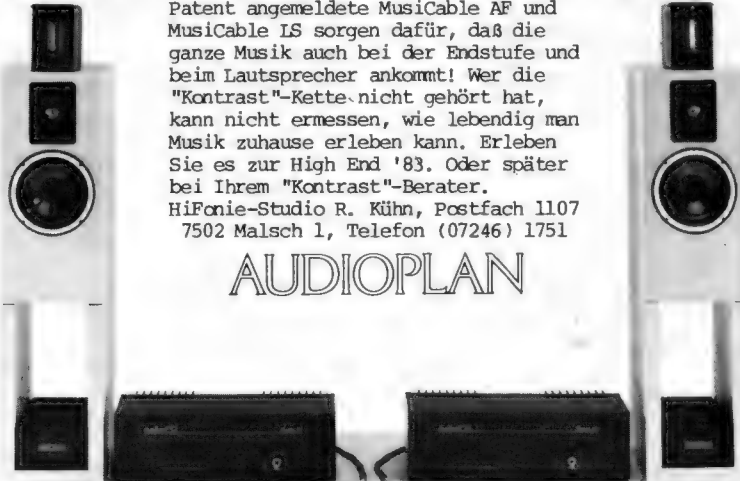 Patent angemeldete MusiCable AF und
MusiCable LS sorgen dafür, daß die
ganze Musik auch bei der Endstufe und
beim Lautsprecher ankommt! Wer die
"Kontrast"-Kette nicht gehört hat,
kann nicht ermessen, wie lebendig man
Musik zuhause erleben kann. Erleben
Sie es zur High End '83. Oder später
bei Ihrem "Kontrast"-Berater.
HiFonie-Studio R. Kühn, Postfach 1107
7502 Malsch 1, Telefon (07246) 1751
AUDIOPLAN